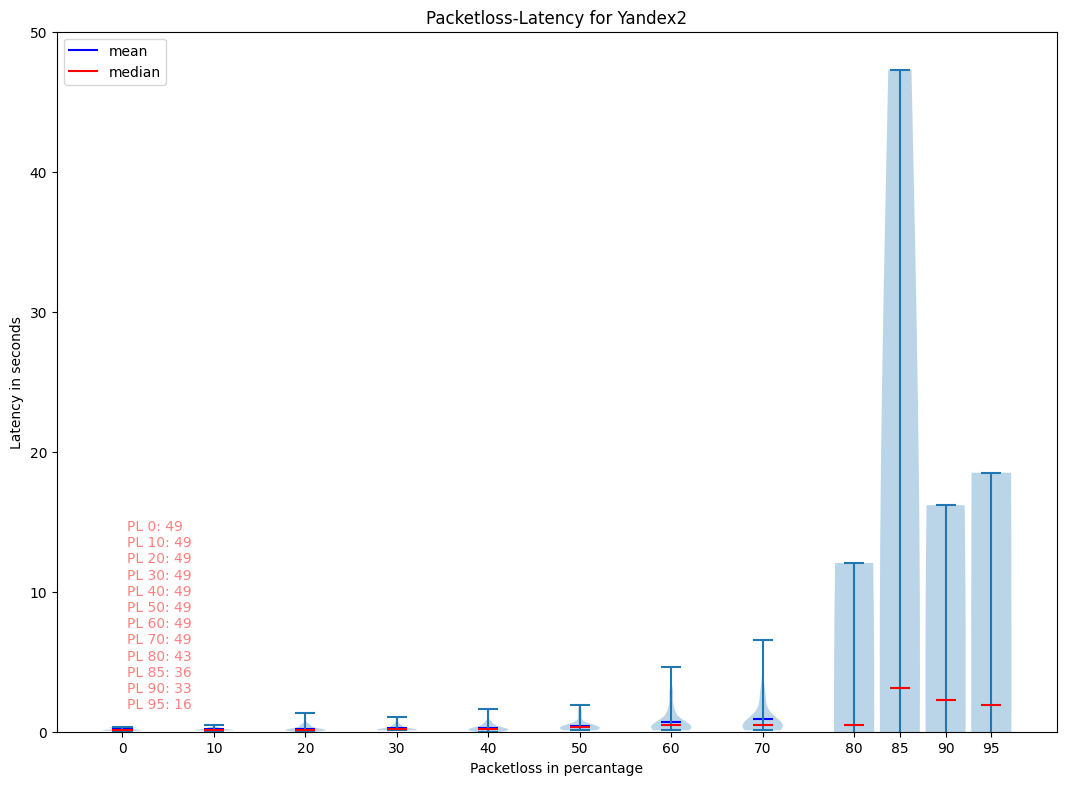 Packetloss-Latency for Yandex2
50
mean
median
40
30
20
10
0
Latency in seconds
PL 0: 49
PL 10: 49
PL 20: 49
PL 30: 49
PL 40: 49
PL 50: 49
PL 60: 49
PL 70: 49
PL 80: 43
PL 85: 36
PL 90: 33
PL 95: 16
0 10 20 30 40 50 60 70 80 85 90 95
Packetloss in percantage